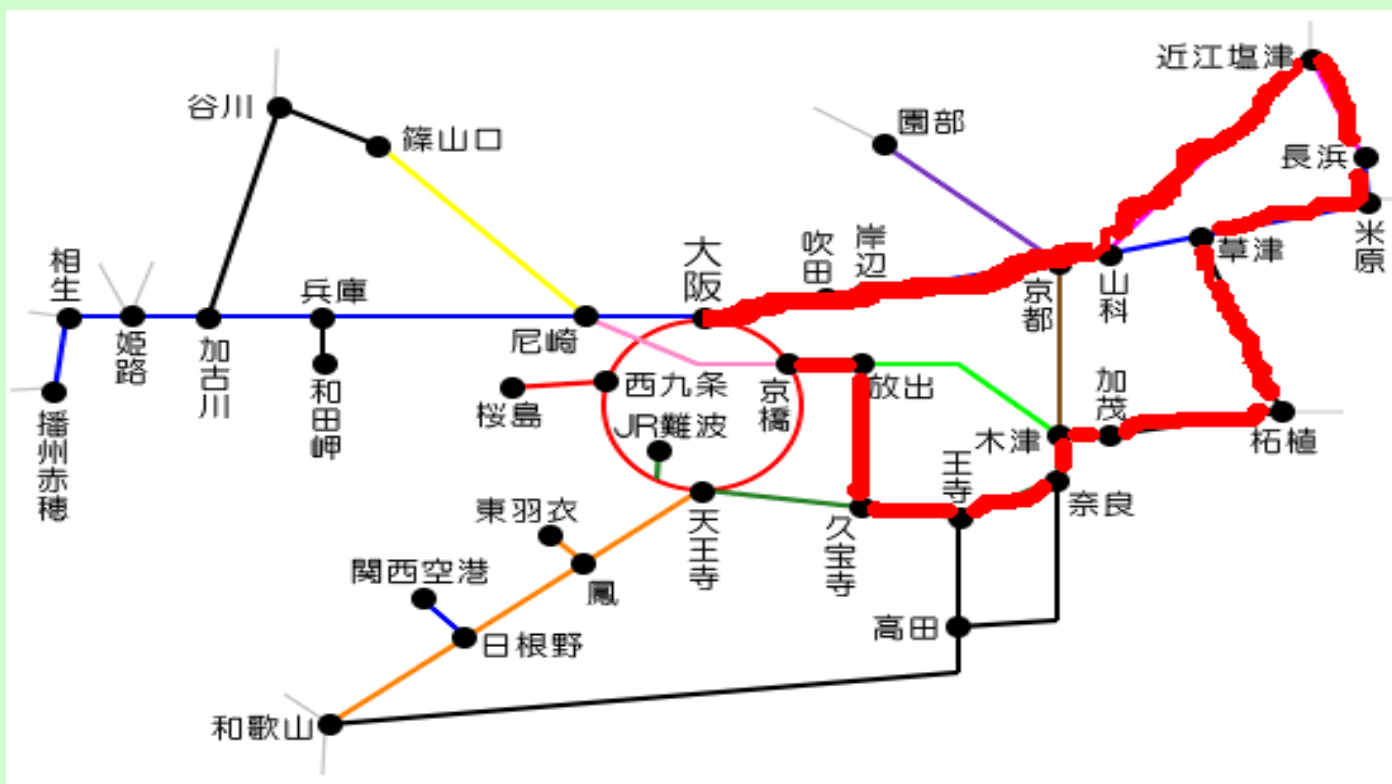 近江塩津
谷川
園部
篠山口
長浜
大阪
吹田
岸辺
草津
米原
相生
兵庫
京都
山科
姫路
加古川
尼崎
西九条
京橋
放出
加茂
桜島
JR難波
木津
柘植
和田岬
播州赤穂
王寺
奈良
東羽衣
天王寺
久宝寺
関西空港
鳳
高田
日根野
和歌山